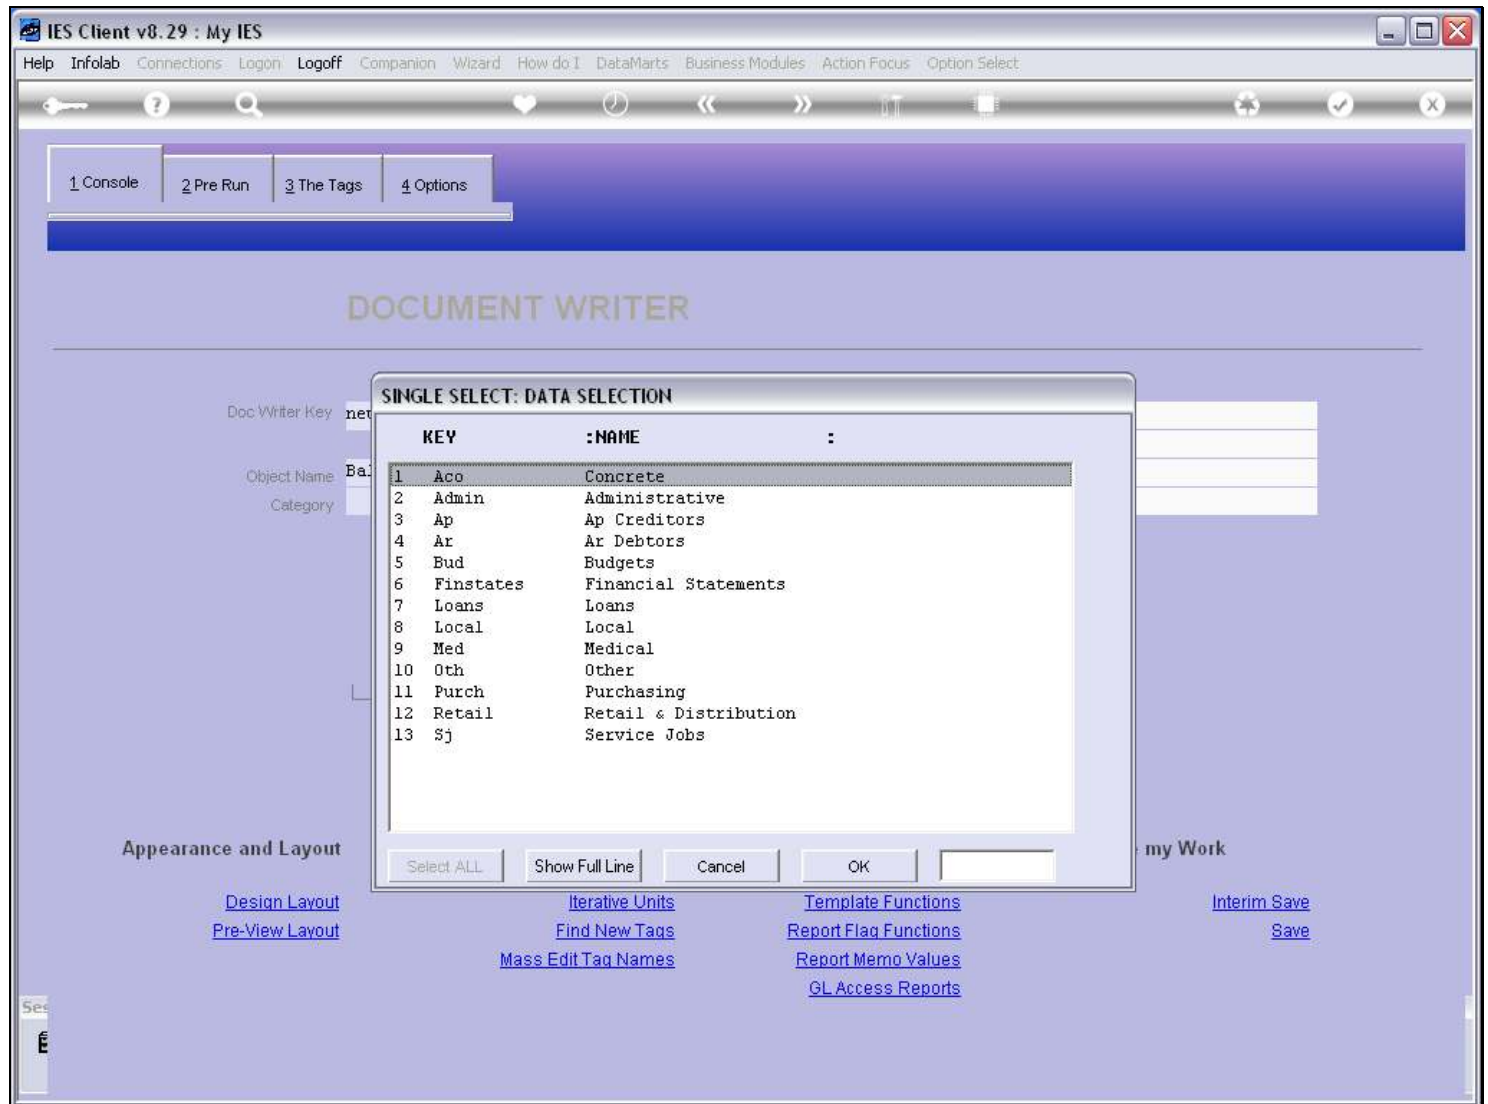 IES Client v8.29 : My IES
Help Infolab Connections Logon Logoff Companion Wizard How do I DataMarts Business Modules Action Focus Option Select
1 Console 2 Pre Run 3 The Tags 4 Options
DOCUMENT WRITER
SINGLE SELECT: DATA SELECTION
Doc Writer Key
KEY :NAME :
Object Name
Category
1 Aco Concrete
2 Admin Administrative
3 Ap Ap Creditors
4 Ar Ar Debtors
5 Bud Budgets
6 Finstates Financial Statements
7 Loans Loans
8 Local Local
9 Med Medical
10 Oth Other
11 Purch Purchasing
12 Retail Retail & Distribution
13 Sj Service Jobs
Select ALL Show Full Line Cancel OK
Appearance and Layout my Work
Design Layout Iterative Units Template Functions Interim Save
Pre-View Layout Find New Tags Report Flag Functions Save
Mass Edit Tag Names Report Memo Values
GL Access Reports